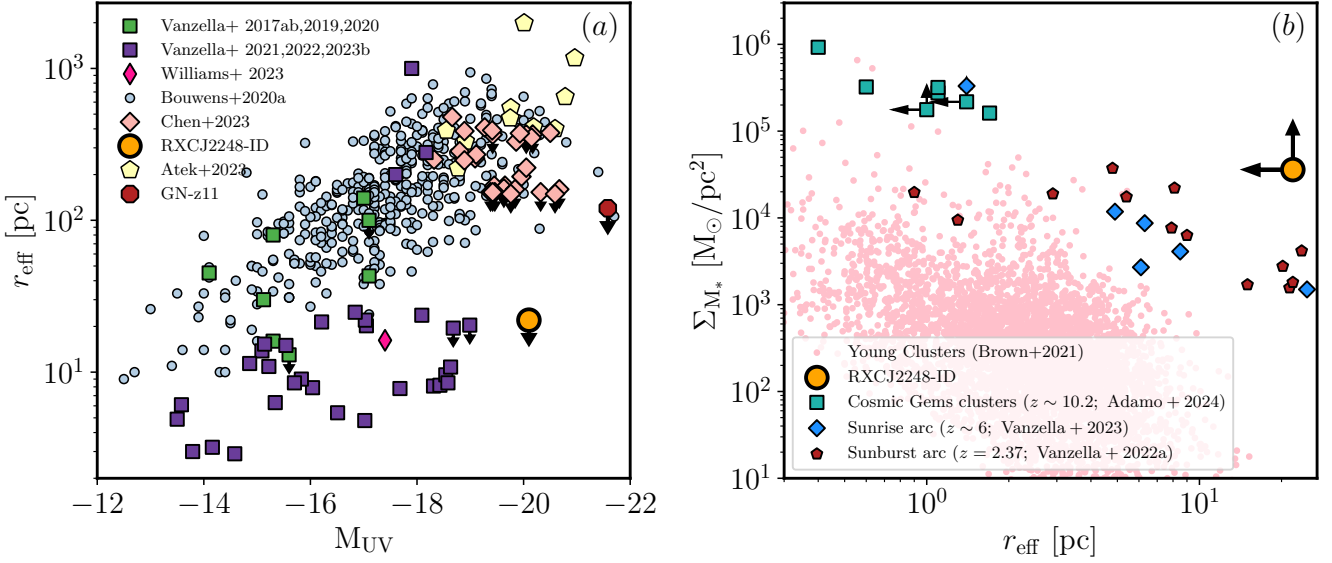 (a)
Vanzella+ 2017ab,2019,2020
Vanzella+ 2021,2022,2023b
Williams+ 2023
Bouwens+2020a
Chen+2023
RXCJ2248-ID
Atek+2023
GN-z11
10³
10²
10¹
r_eff [pc]
−12 −14 −16 −18 −20 −22
M_UV
(b)
10⁶
10⁵
10⁴
10³
10²
10¹
Σ_M* [M⊙/pc²]
Young Clusters (Brown+2021)
RXCJ2248-ID
Cosmic Gems clusters (z ∼ 10.2; Adamo + 2024)
Sunrise arc (z ∼ 6; Vanzella + 2023)
Sunburst arc (z = 2.37; Vanzella + 2022a)
10⁰ 10¹
r_eff [pc]